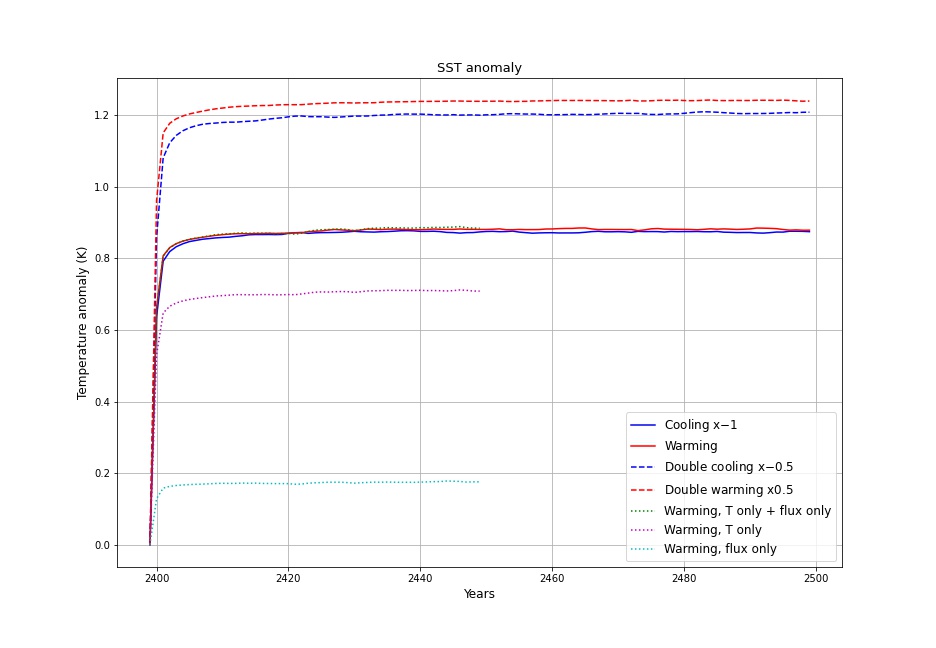 SST anomaly
Temperature anomaly (K)
1.2
1.0
0.8
0.6
0.4
0.2
0.0
2400 2420 2440 2460 2480 2500
Years
Cooling x−1
Warming
Double cooling x−0.5
Double warming x0.5
Warming, T only + flux only
Warming, T only
Warming, flux only